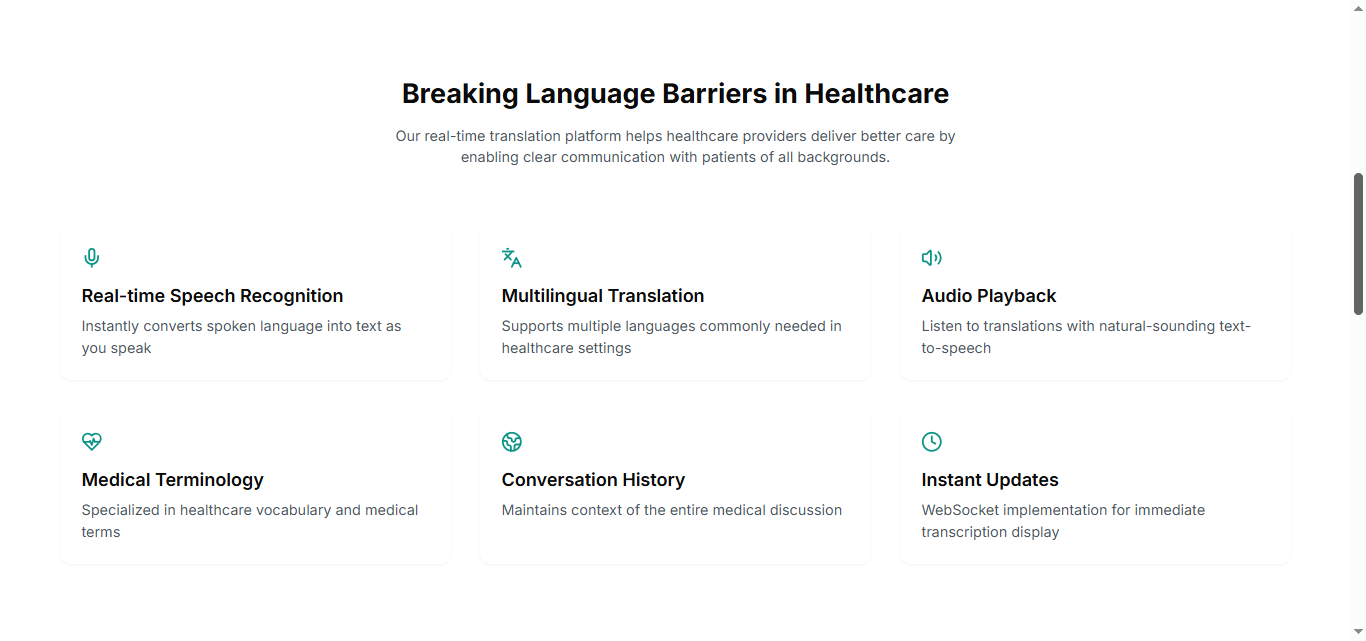 Breaking Language Barriers in Healthcare
Our real-time translation platform helps healthcare providers deliver better care by
enabling clear communication with patients of all backgrounds.
Real-time Speech Recognition
Instantly converts spoken language into text as
you speak
Multilingual Translation
Supports multiple languages commonly needed in
healthcare settings
Audio Playback
Listen to translations with natural-sounding text-
to-speech
Medical Terminology
Specialized in healthcare vocabulary and medical
terms
Conversation History
Maintains context of the entire medical discussion
Instant Updates
WebSocket implementation for immediate
transcription display